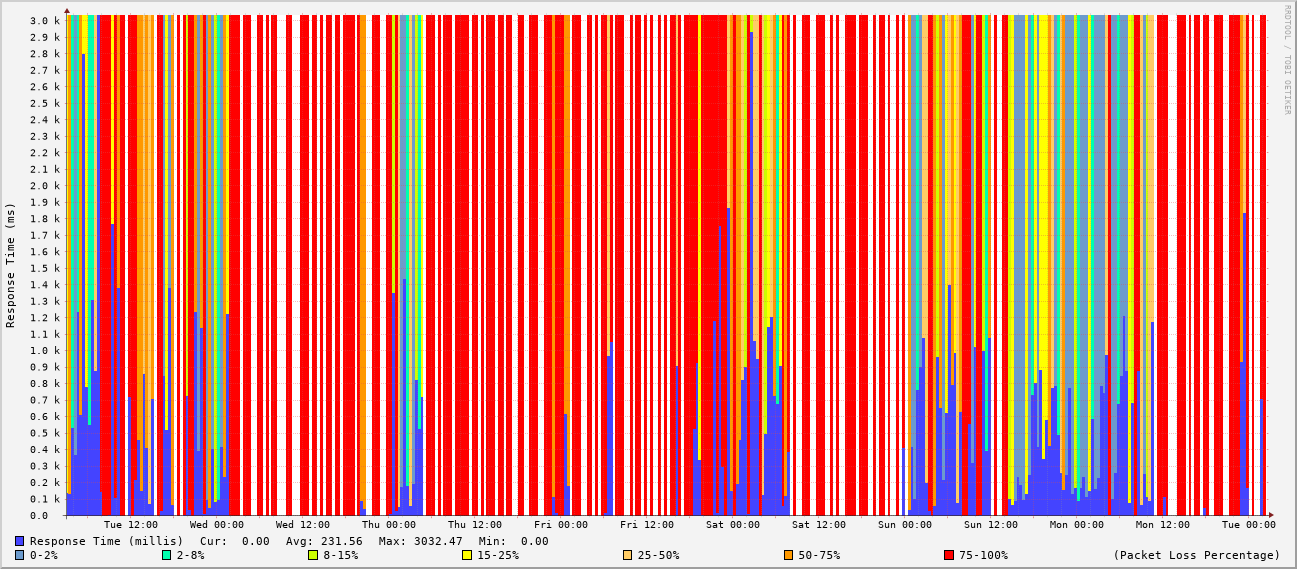 3.0 k
2.9 k
2.8 k
2.7 k
2.6 k
2.5 k
2.4 k
2.3 k
2.2 k
2.1 k
2.0 k
1.9 k
1.8 k
1.7 k
1.6 k
1.5 k
1.4 k
1.3 k
1.2 k
1.1 k
1.0 k
0.9 k
0.8 k
0.7 k
0.6 k
0.5 k
0.4 k
0.3 k
0.2 k
0.1 k
0.0
Response Time (ms)
RRDTOOL / TOBI OETIKER
Tue 12:00 Wed 00:00 Wed 12:00 Thu 00:00 Thu 12:00 Fri 00:00 Fri 12:00 Sat 00:00 Sat 12:00 Sun 00:00 Sun 12:00 Mon 00:00 Mon 12:00 Tue 00:00
Response Time (millis) Cur: 0.00 Avg: 231.56 Max: 3032.47 Min: 0.00
0-2% 2-8% 8-15% 15-25% 25-50% 50-75% 75-100% (Packet Loss Percentage)